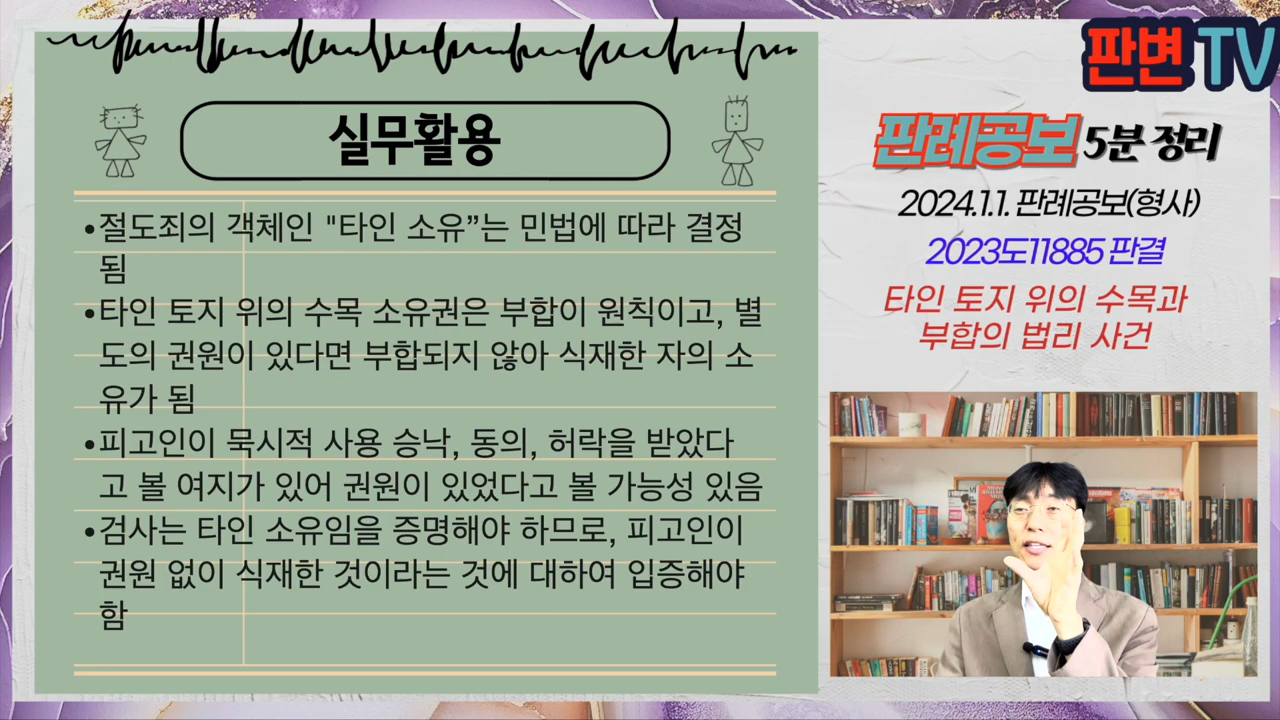 판변 TV
실무활용
•절도죄의 객체인 "타인 소유”는 민법에 따라 결정
됨
•타인 토지 위의 수목 소유권은 부합이 원칙이고, 별
도의 권원이 있다면 부합되지 않아 식재한 자의 소
유가 됨
•피고인이 묵시적 사용 승낙, 동의, 허락을 받았다
고 볼 여지가 있어 권원이 있었다고 볼 가능성 있음
•검사는 타인 소유임을 증명해야 하므로, 피고인이
권원 없이 식재한 것이라는 것에 대하여 입증해야
함
판례공보 5분 정리
2024.1.1. 판례공보(형사)
2023도11885 판결
타인 토지 위의 수목과
부합의 법리 사건